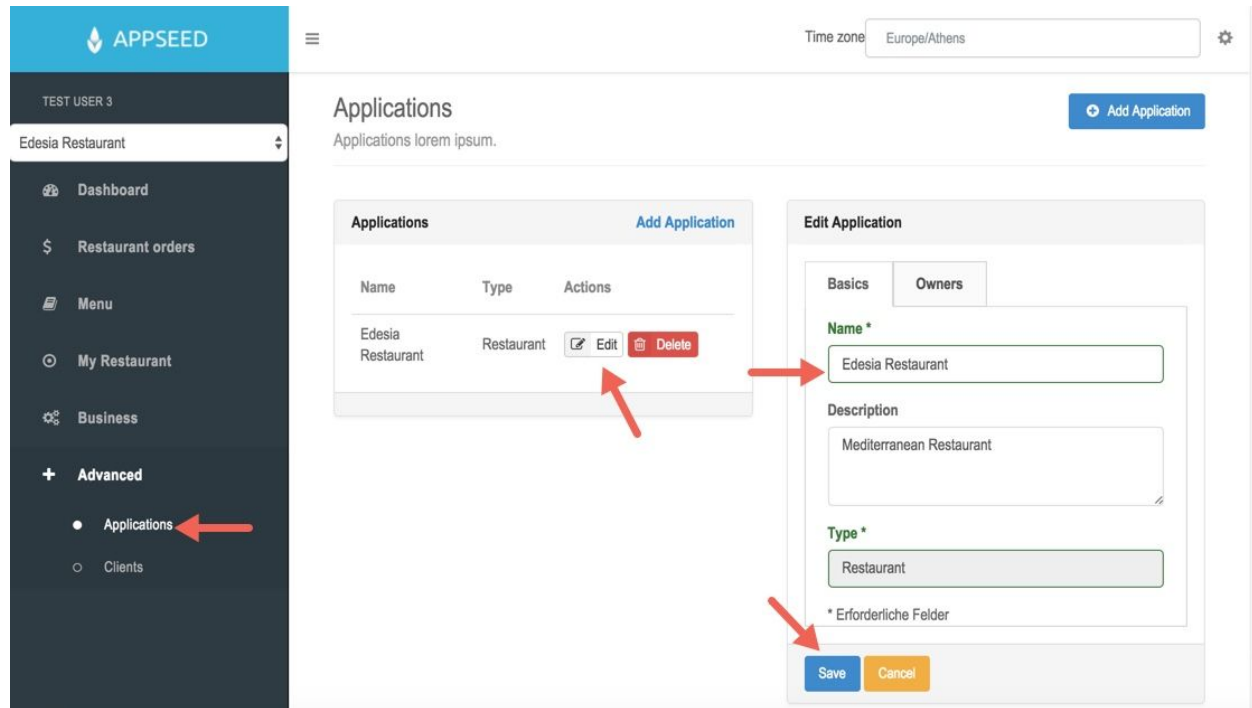 APPSEED
Time zone
Europe/Athens
TEST USER 3
Edesia Restaurant
Dashboard
Restaurant orders
Menu
My Restaurant
Business
Advanced
Applications
Clients
Applications
Applications lorem ipsum.
Add Application
Applications
Add Application
Name Type Actions
Edesia
Restaurant
Restaurant
Edit
Delete
Edit Application
Basics
Owners
Name *
Edesia Restaurant
Description
Mediterranean Restaurant
Type *
Restaurant
* Erforderliche Felder
Save
Cancel